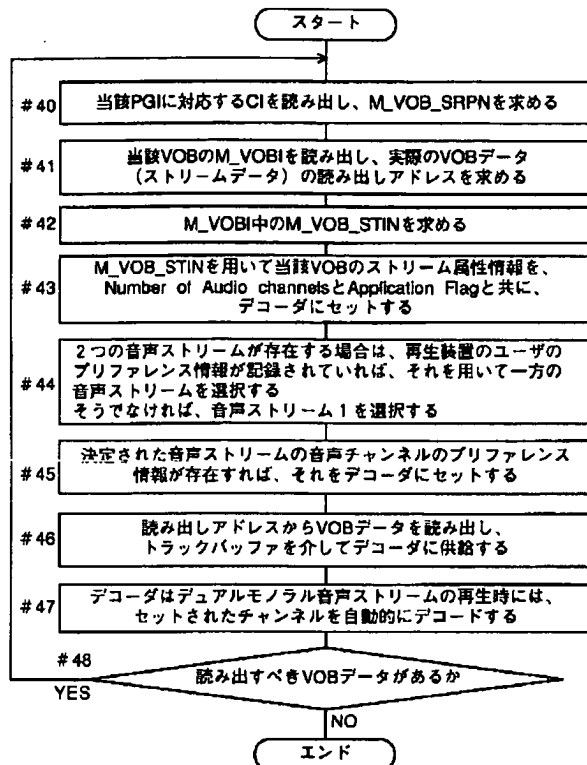 スタート
#40
当該PGIに対応するCIを読み出し、M_VOB_SRPNを求める
#41
当該VOBのM_VOBIを読み出し、実際のVOBデータ
(ストリームデータ)の読み出しアドレスを求める
#42
M_VOBI中のM_VOB_STINを求める
#43
M_VOB_STINを用いて当該VOBのストリーム属性情報を、
Number of Audio channelsとApplication Flagと共に、
デコーダにセットする
#44
2つの音声ストリームが存在する場合は、再生装置のユーザの
プリファレンス情報が記録されていれば、それを用いて一方の
音声ストリームを選択する
そうでなければ、音声ストリーム1を選択する
#45
決定された音声ストリームの音声チャンネルのプリファレンス
情報が存在すれば、それをデコーダにセットする
#46
読み出しアドレスからVOBデータを読み出し、
トラックバッファを介してデコーダに供給する
#47
デコーダはデュアルモノラル音声ストリームの再生時には、
セットされたチャンネルを自動的にデコードする
#48
読み出すべきVOBデータがあるか
YES
NO
エンド